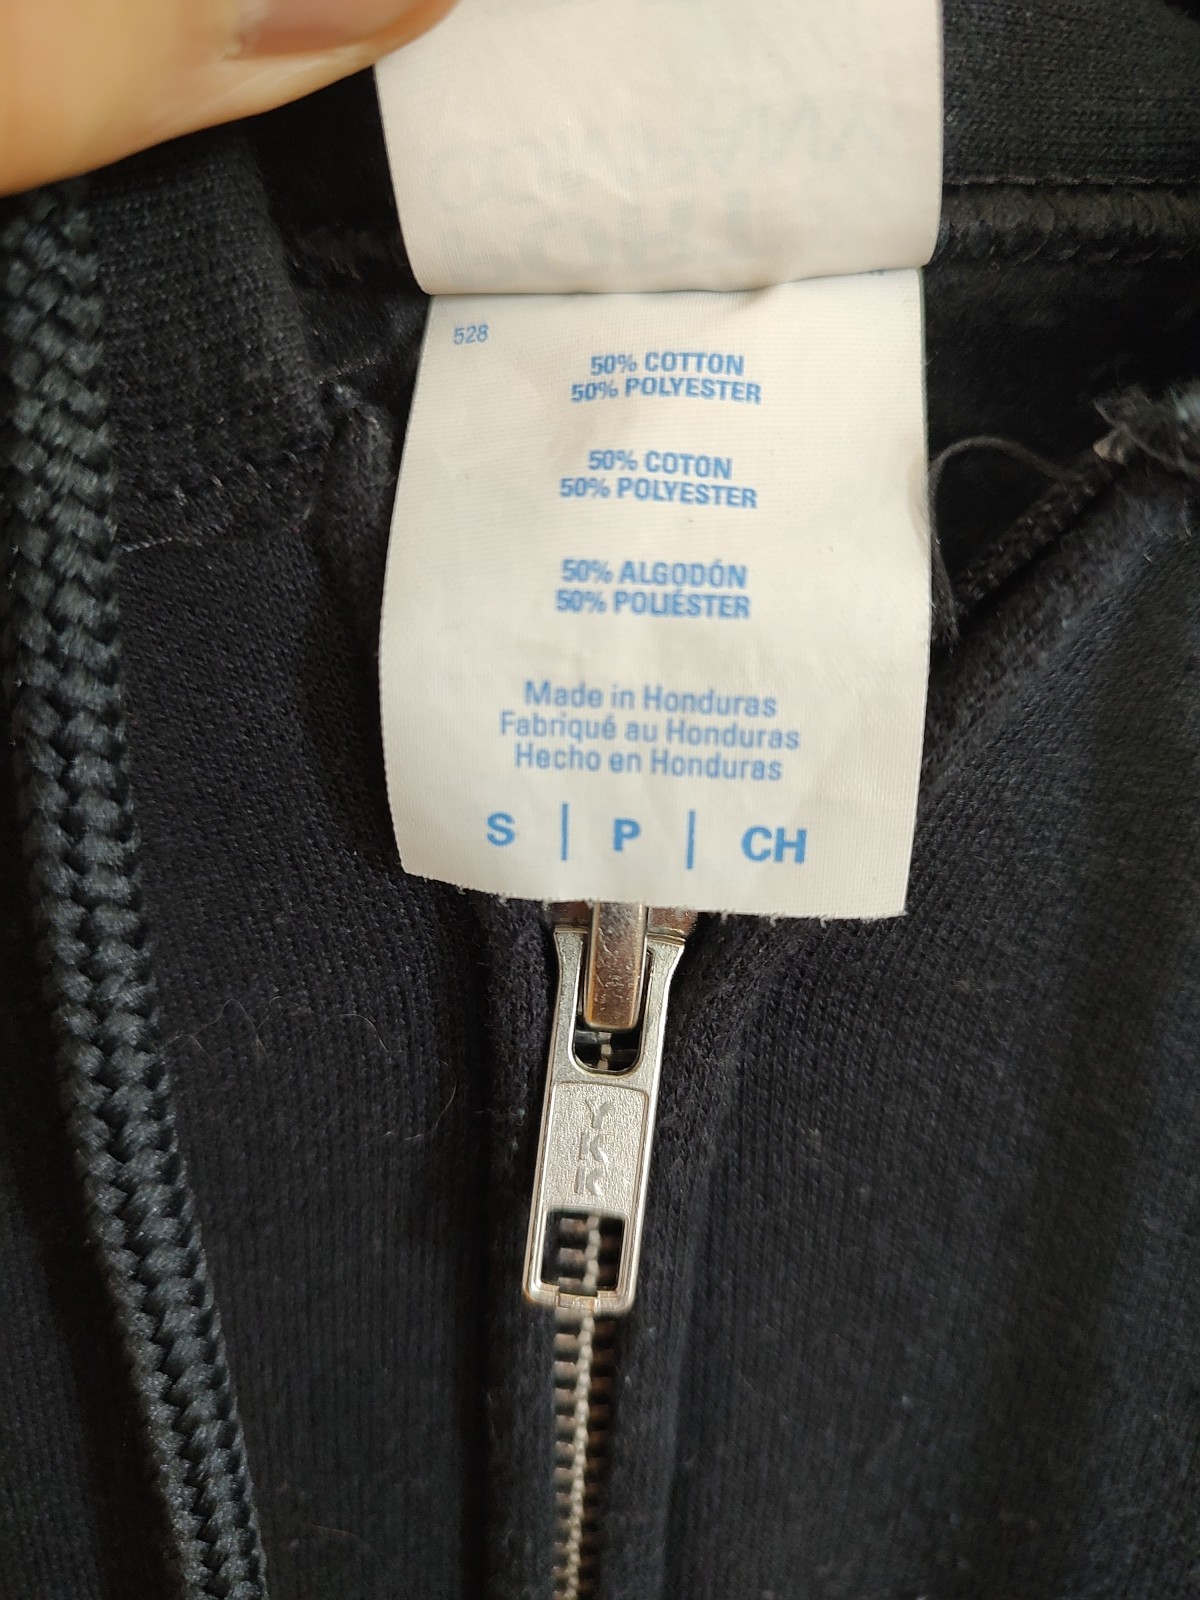 528
50% COTTON
50% POLYESTER
50% COTON
50% POLYESTER
50% ALGODÓN
50% POLIÉSTER
Made in Honduras
Fabriqué au Honduras
Hecho en Honduras
S | P | CH
YKK